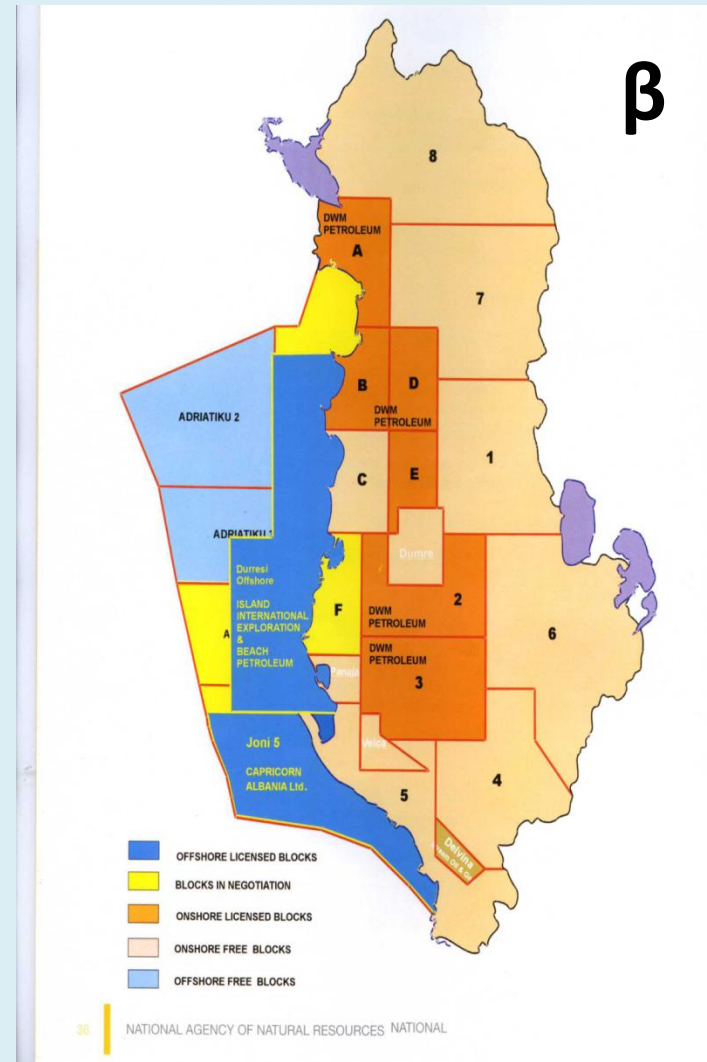 β
8
DWM
PETROLEUM
A
7
ADRIATIKU 2
B
D
DWM
PETROLEUM
C
E
1
ADRIATIKU
Dumre
Durresi
Offshore
ISLAND
INTERNATIONAL
EXPLORATION
&
BEACH
PETROLEUM
A
F
2
DWM
PETROLEUM
6
Panaja
DWM
PETROLEUM
3
Velca
Joni 5
CAPRICORN
ALBANIA Ltd.
5
4
Delvina
OFFSHORE LICENSED BLOCKS
BLOCKS IN NEGOTIATION
ONSHORE LICENSED BLOCKS
ONSHORE FREE BLOCKS
OFFSHORE FREE BLOCKS
36 NATIONAL AGENCY OF NATURAL RESOURCES NATIONAL